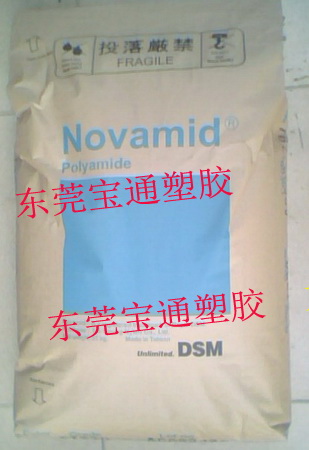 投落厳禁
FRAGILE
Novamid®
Polyamide
东莞宝通塑胶
东莞宝通塑胶
Made in Taiwan
Unlimited. DSM